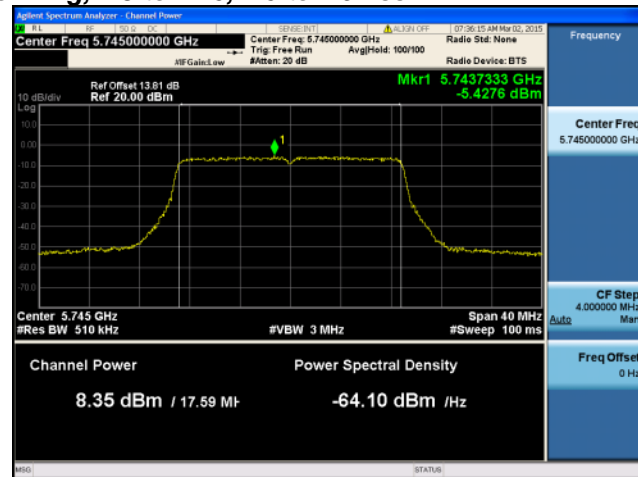 Agilent Spectrum Analyzer - Channel Power
RL RF 50 Ω DC SENSE:INT ALIGN OFF 07:36:15 AM Mar 02, 2015
Center Freq 5.745000000 GHz
Center Freq: 5.745000000 GHz
Radio Std: None
Trig: Free Run Avg|Hold: 100/100
#IFGain:Low #Atten: 20 dB Radio Device: BTS
Mkr1 5.7437333 GHz
-5.4276 dBm
Ref Offset 13.81 dB
10 dB/div Ref 20.00 dBm
Log
10.0
0.00
-10.0
-20.0
-30.0
-40.0
-50.0
-60.0
-70.0
1
Center 5.745 GHz Span 40 MHz
#Res BW 510 kHz #VBW 3 MHz #Sweep 100 ms
Channel Power Power Spectral Density
8.35 dBm / 17.59 MH -64.10 dBm /Hz
MSG STATUS
Frequency
Center Freq
5.745000000 GHz
CF Step
4.000000 MHz
Auto Man
Freq Offset
0 Hz